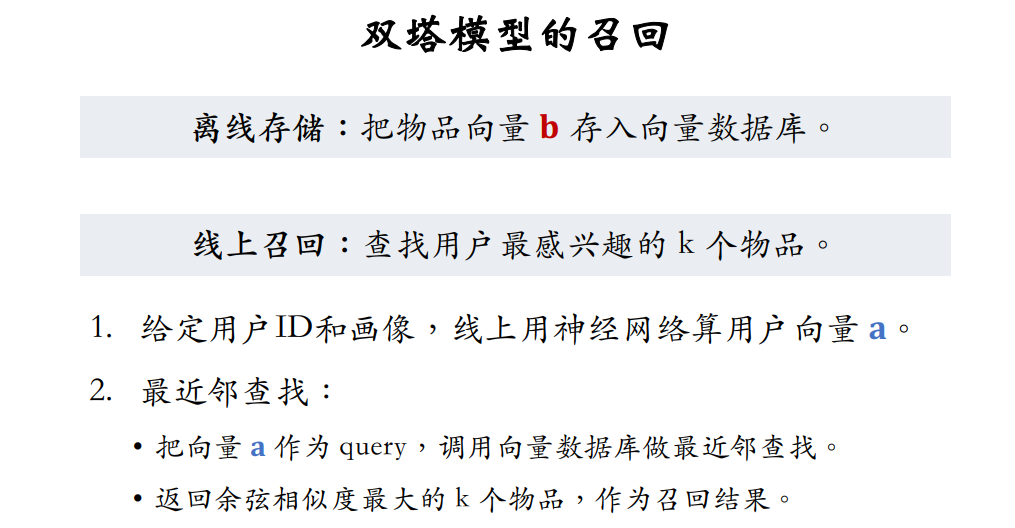 双塔模型的召回
离线存储：把物品向量 b 存入向量数据库。
线上召回：查找用户最感兴趣的 k 个物品。
1. 给定用户ID和画像，线上用神经网络算用户向量 a。
2. 最近邻查找：
• 把向量 a 作为 query，调用向量数据库做最近邻查找。
• 返回余弦相似度最大的 k 个物品，作为召回结果。